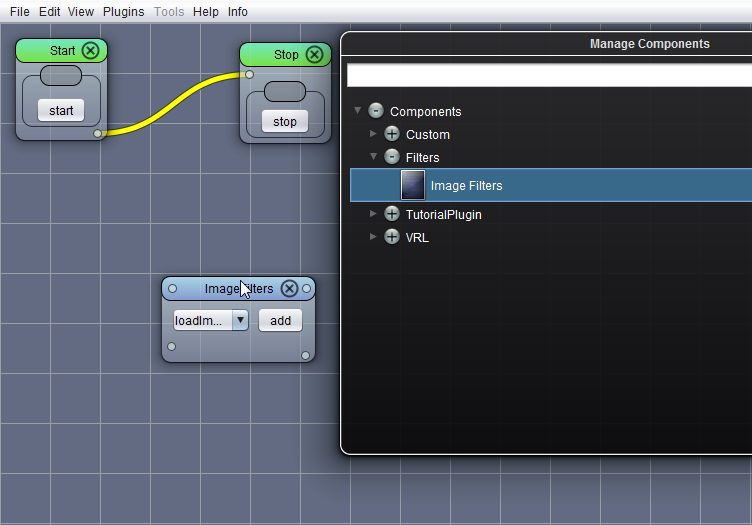 File Edit View Plugins Tools Help Info
Start
Stop
start
stop
Manage Components
Components
Custom
Filters
Image Filters
TutorialPlugin
VRL
loadIm...
add